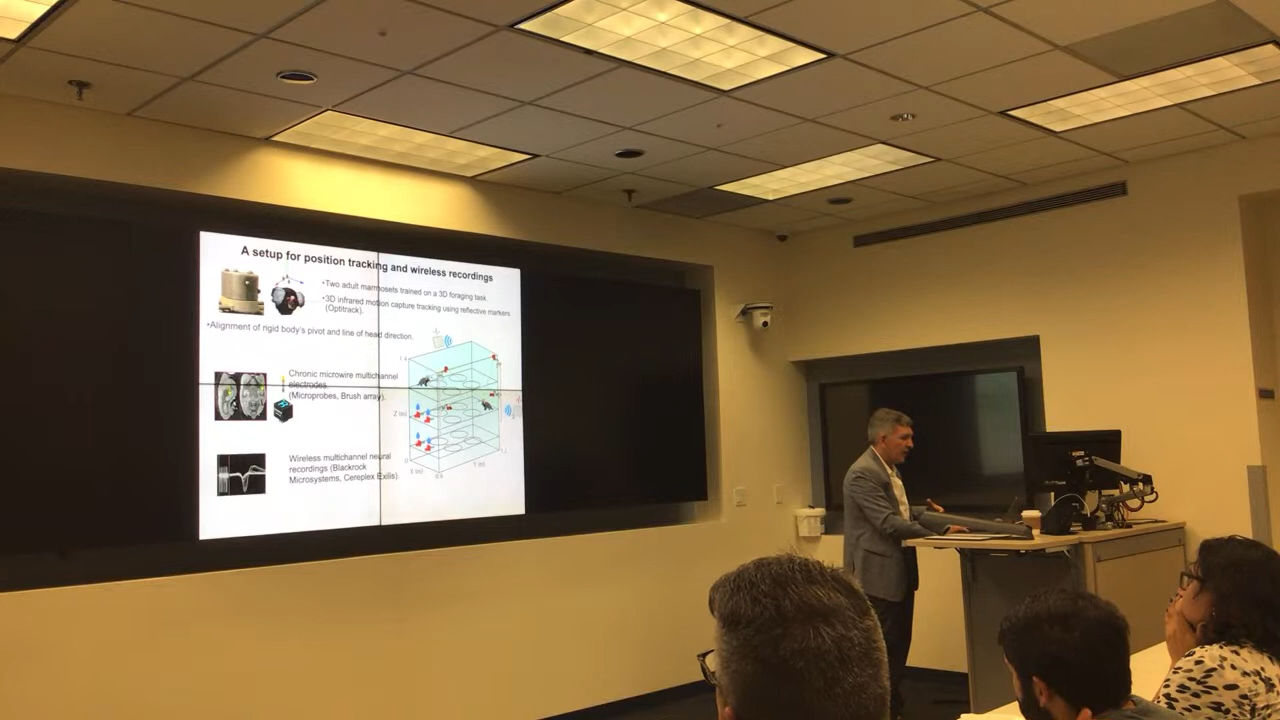 A setup for position tracking and wireless recordings
•Two adult marmosets trained on a 3D foraging task.
•3D infrared motion capture tracking using reflective markers
(Optitrack).
•Alignment of rigid body's pivot and line of head direction.
Chronic microwire multichannel
electrodes.
(Microprobes, Brush array).
Z (m)
X (m)
Y (m)
Wireless multichannel neural
recordings (Blackrock
Microsystems, Cereplex Exilis).